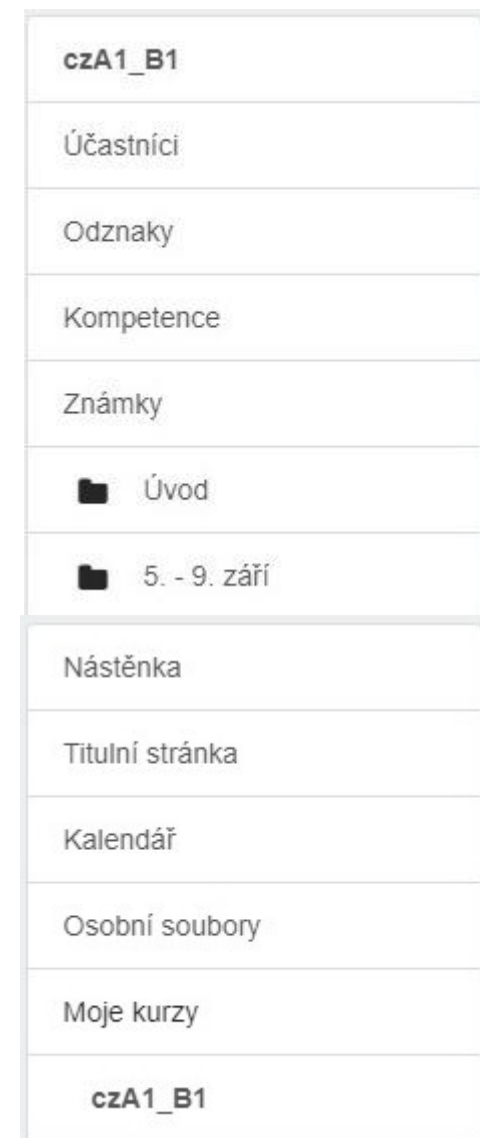 czA1_B1
Účastníci
Odznaky
Kompetence
Známky
Úvod
5. - 9. září
Nástěnka
Titulní stránka
Kalendář
Osobní soubory
Moje kurzy
czA1_B1